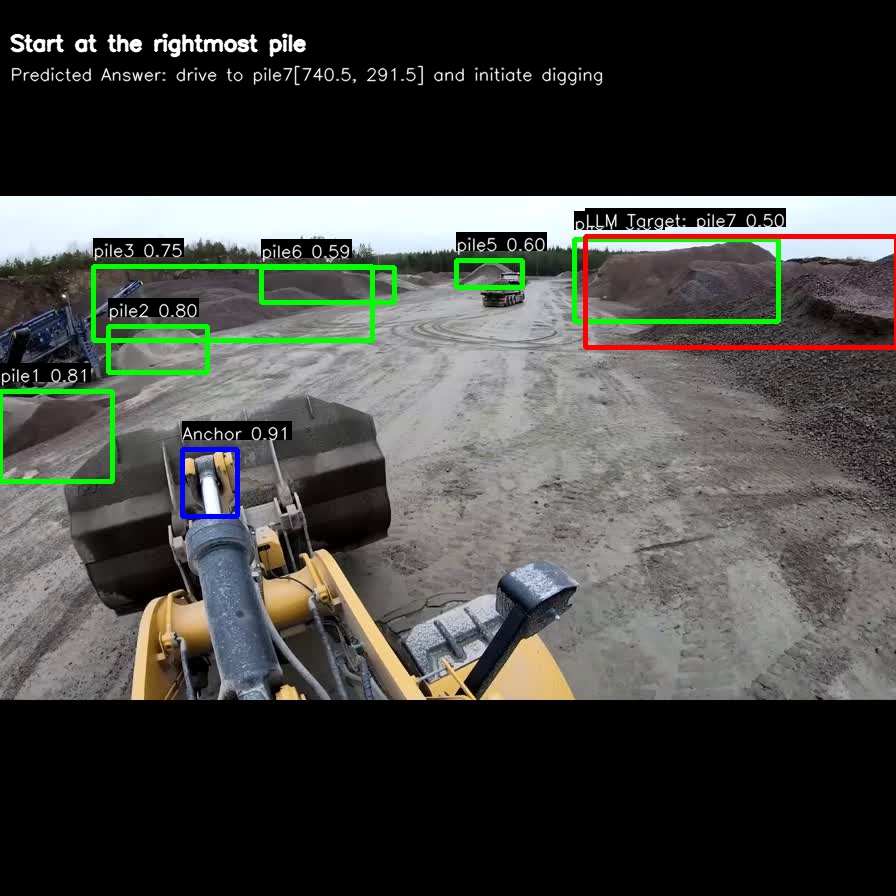 Start at the rightmost pile
Predicted Answer: drive to pile7[740.5, 291.5] and initiate digging
LLM Target: pile7 0.50
pile3 0.75
pile6 0.59
pile5 0.60
pile2 0.80
pile1 0.81
Anchor 0.91